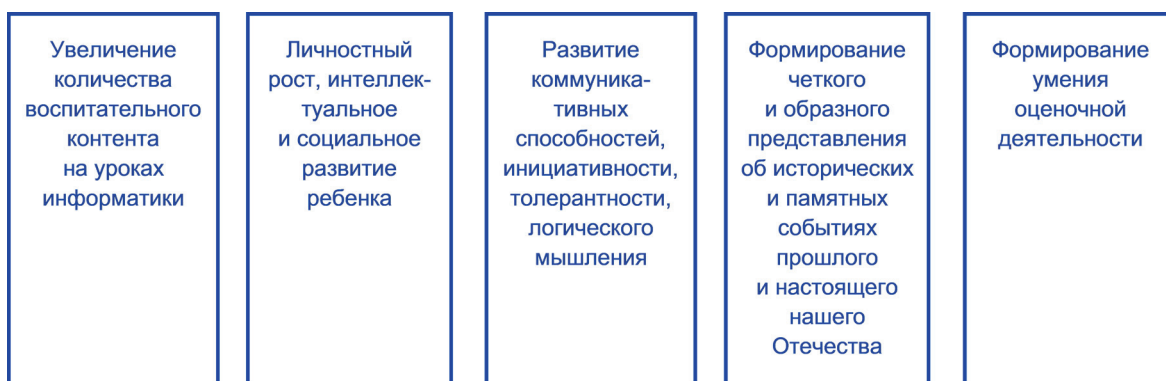 Увеличение
количества
воспитательного
контента
на уроках
информатики
Личностный
рост, интеллек-
туальное
и социальное
развитие
ребенка
Развитие
коммуника-
тивных
способностей,
инициативности,
толерантности,
логического
мышления
Формирование
четкого
и образного
представления
об исторических
и памятных
событиях
прошлого
и настоящего
нашего
Отечества
Формирование
умения
оценочной
деятельности